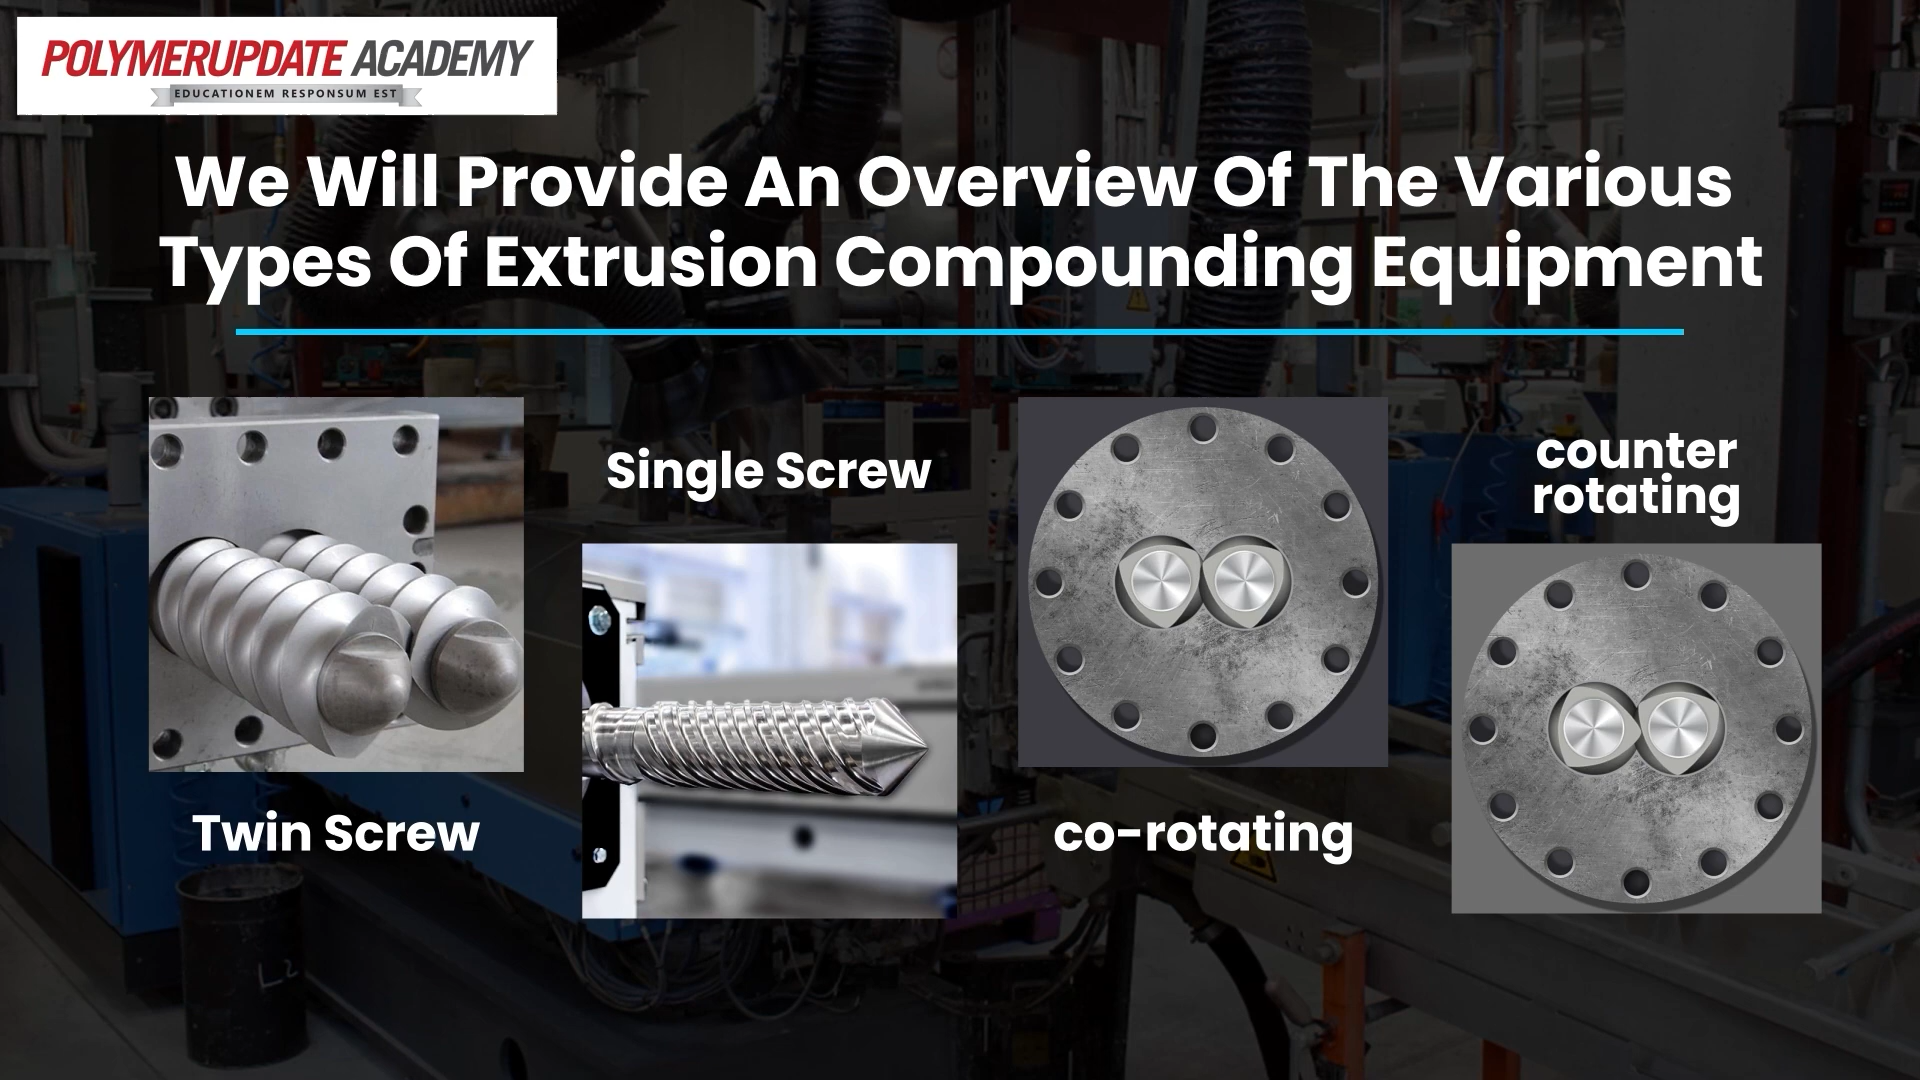 POLYMERUPDATE ACADEMY
EDUCATIONEM RESPONSUM EST
We Will Provide An Overview Of The Various
Types Of Extrusion Compounding Equipment
Twin Screw
Single Screw
co-rotating
counter
rotating
L2